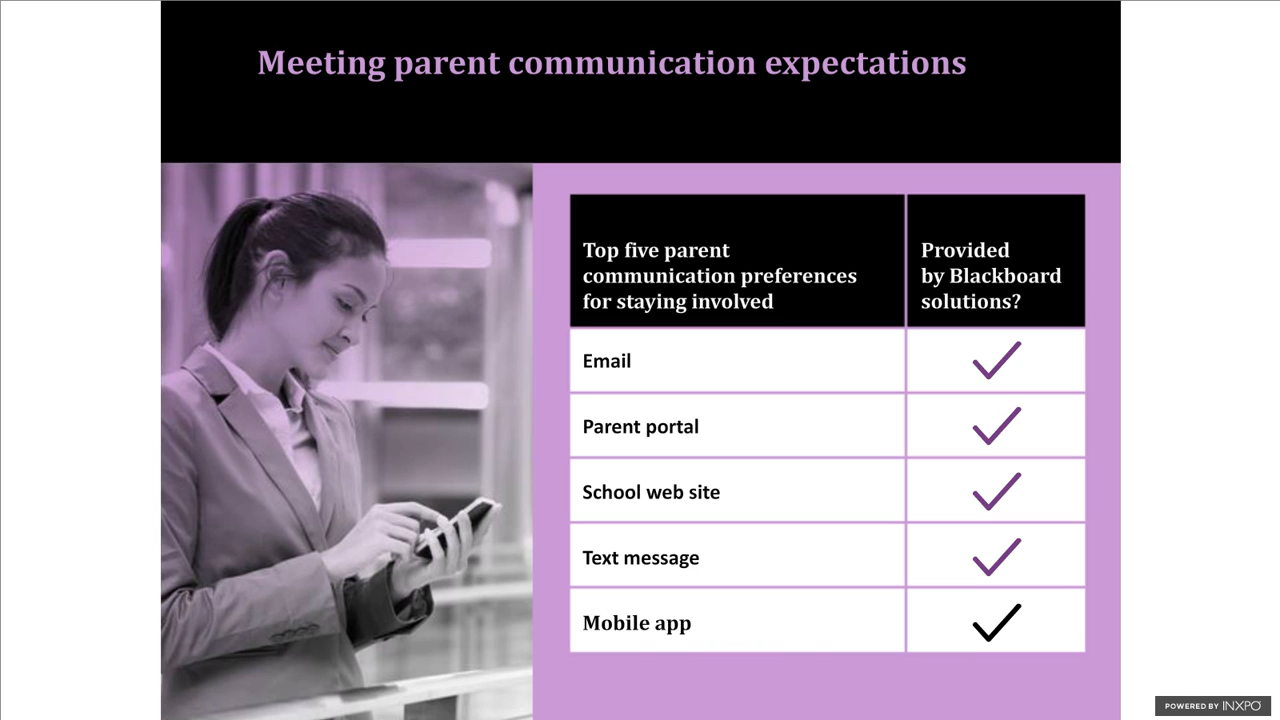 Meeting parent communication expectations
Top five parent
communication preferences
for staying involved
Provided
by Blackboard
solutions?
Email
Parent portal
School web site
Text message
Mobile app
POWERED BY INXPO